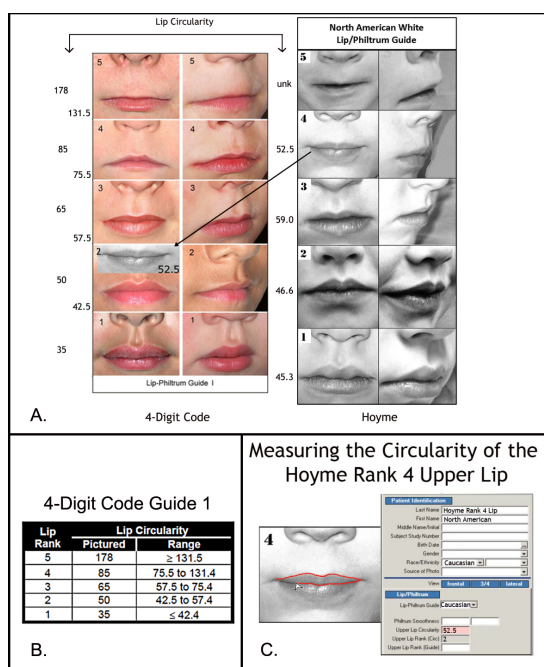 Lip Circularity
North American White
Lip/Philtrum Guide
5
5
5
178
unk
131.5
4
4
4
85
52.5
75.5
3
3
3
65
59.0
57.5
2
2
2
52.5
50
46.6
42.5
1
1
1
35
45.3
Lip-Philtrum Guide I
A.
4-Digit Code
Hoyme
4-Digit Code Guide 1
Lip Rank
Lip Circularity
Pictured
Range
5 178 ≥ 131.5
4 85 75.5 to 131.4
3 65 57.5 to 75.4
2 50 42.5 to 57.4
1 35 ≤ 42.4
B.
Measuring the Circularity of the
Hoyme Rank 4 Upper Lip
4
Patient Identification
Last Name Hoyme Rank 4 Lip
First Name North American
Middle Name/Initial
Subject Study Number
Birth Date ...
Gender
Race/Ethnicity Caucasian
Source of Photo
View frontal 3/4 lateral
Lip/Philtrum
Lip-Philtrum Guide Caucasian
Philtrum Smoothness
Upper Lip Circularity 52.5
Upper Lip Rank (Circ) 2
Upper Lip Rank (Guide)
C.